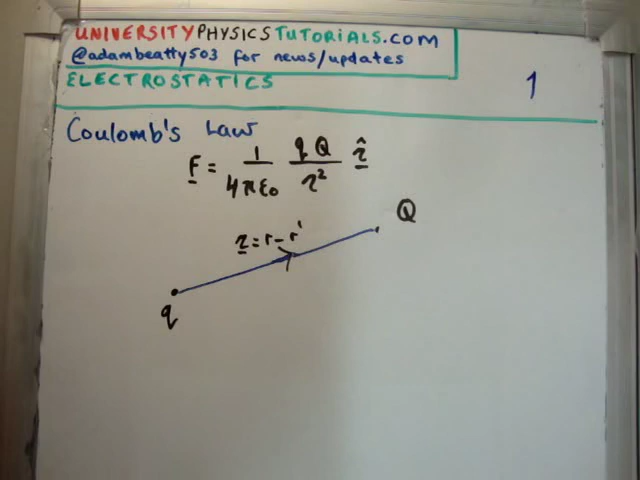 UNIVERSITYPHYSICSTUTORIALS.COM
@adambeatty503 for news/updates
ELECTROSTATICS
1
Coulomb's Law
F = 1/4πε₀ qQ/𝓇² 𝓇̂
𝓇 = r - r'
Q
q